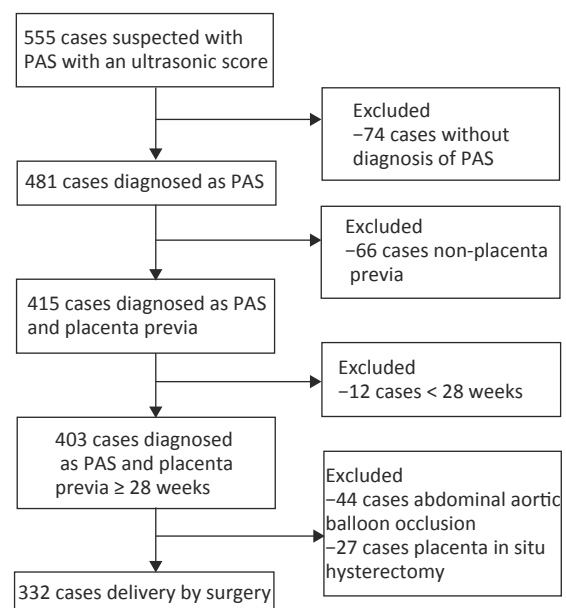 555 cases suspected with
PAS with an ultrasonic score
Excluded
−74 cases without
diagnosis of PAS
481 cases diagnosed as PAS
Excluded
−66 cases non-placenta
previa
415 cases diagnosed as PAS
and placenta previa
Excluded
−12 cases < 28 weeks
403 cases diagnosed
as PAS and placenta
previa ≥ 28 weeks
Excluded
−44 cases abdominal aortic
balloon occlusion
−27 cases placenta in situ
hysterectomy
332 cases delivery by surgery